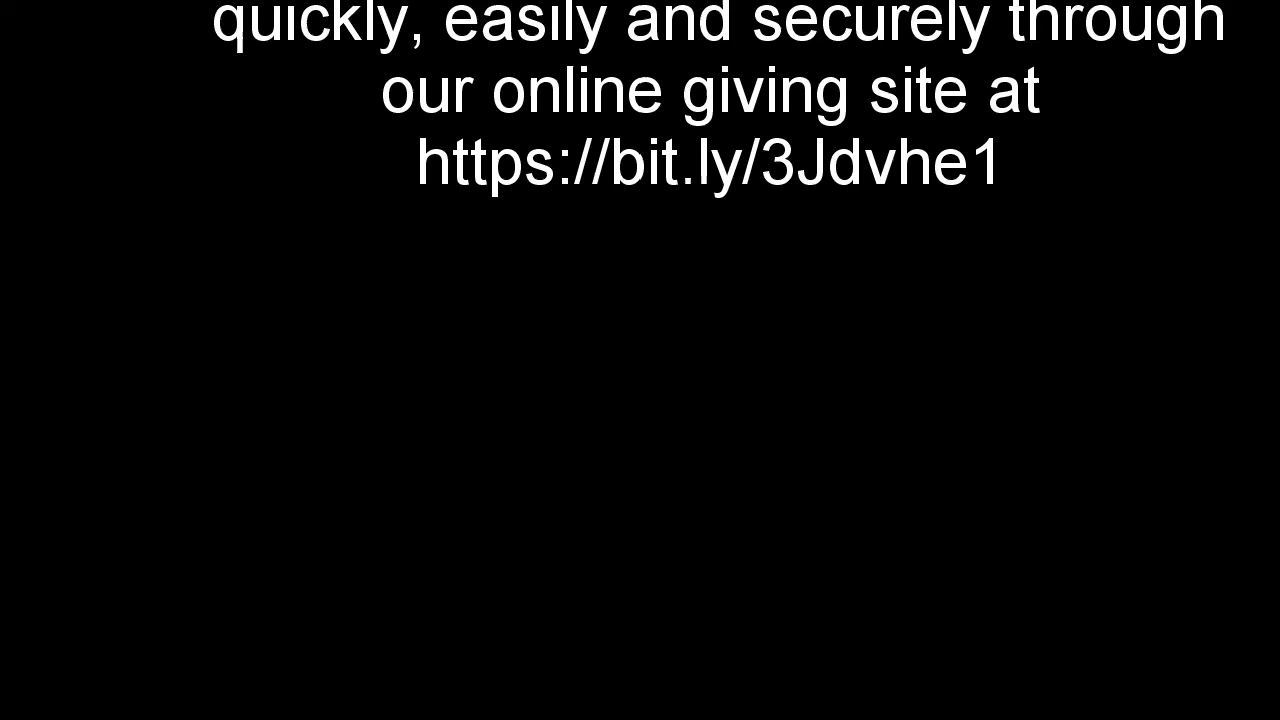 quickly, easily and securely through
our online giving site at
https://bit.ly/3Jdvhe1